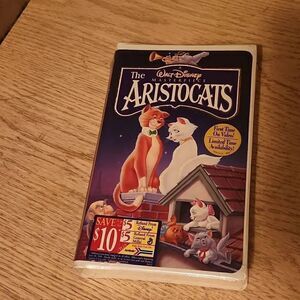 WALT DISNEY
MASTERPIECE
The
ARISTOCATS
First Time
On Video!
Limited Time
Availability!
SAVE
$10